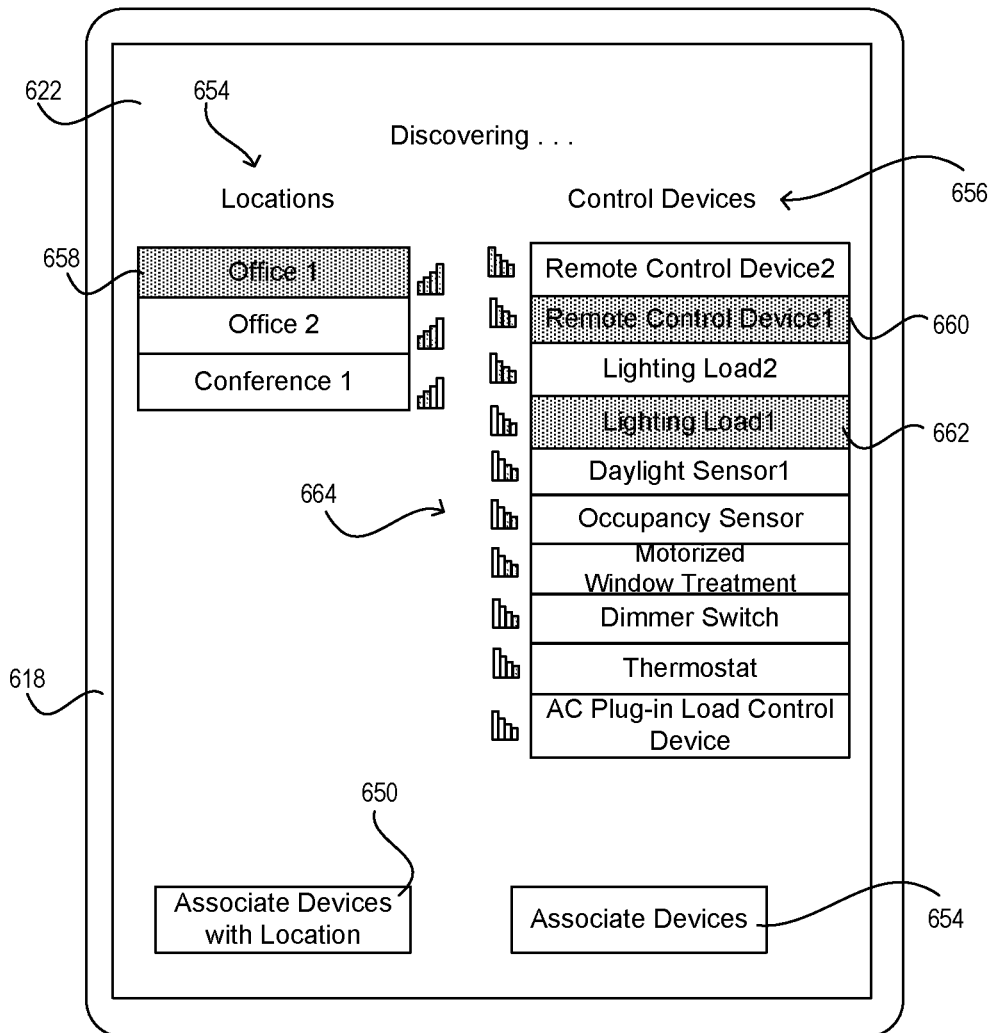 622
654
Discovering . . .
Locations
Control Devices
656
658
Office 1
Office 2
Conference 1
Remote Control Device2
Remote Control Device1
660
Lighting Load2
Lighting Load1
662
Daylight Sensor1
664
Occupancy Sensor
Motorized
Window Treatment
Dimmer Switch
Thermostat
618
AC Plug-in Load Control
Device
650
Associate Devices
with Location
Associate Devices
654